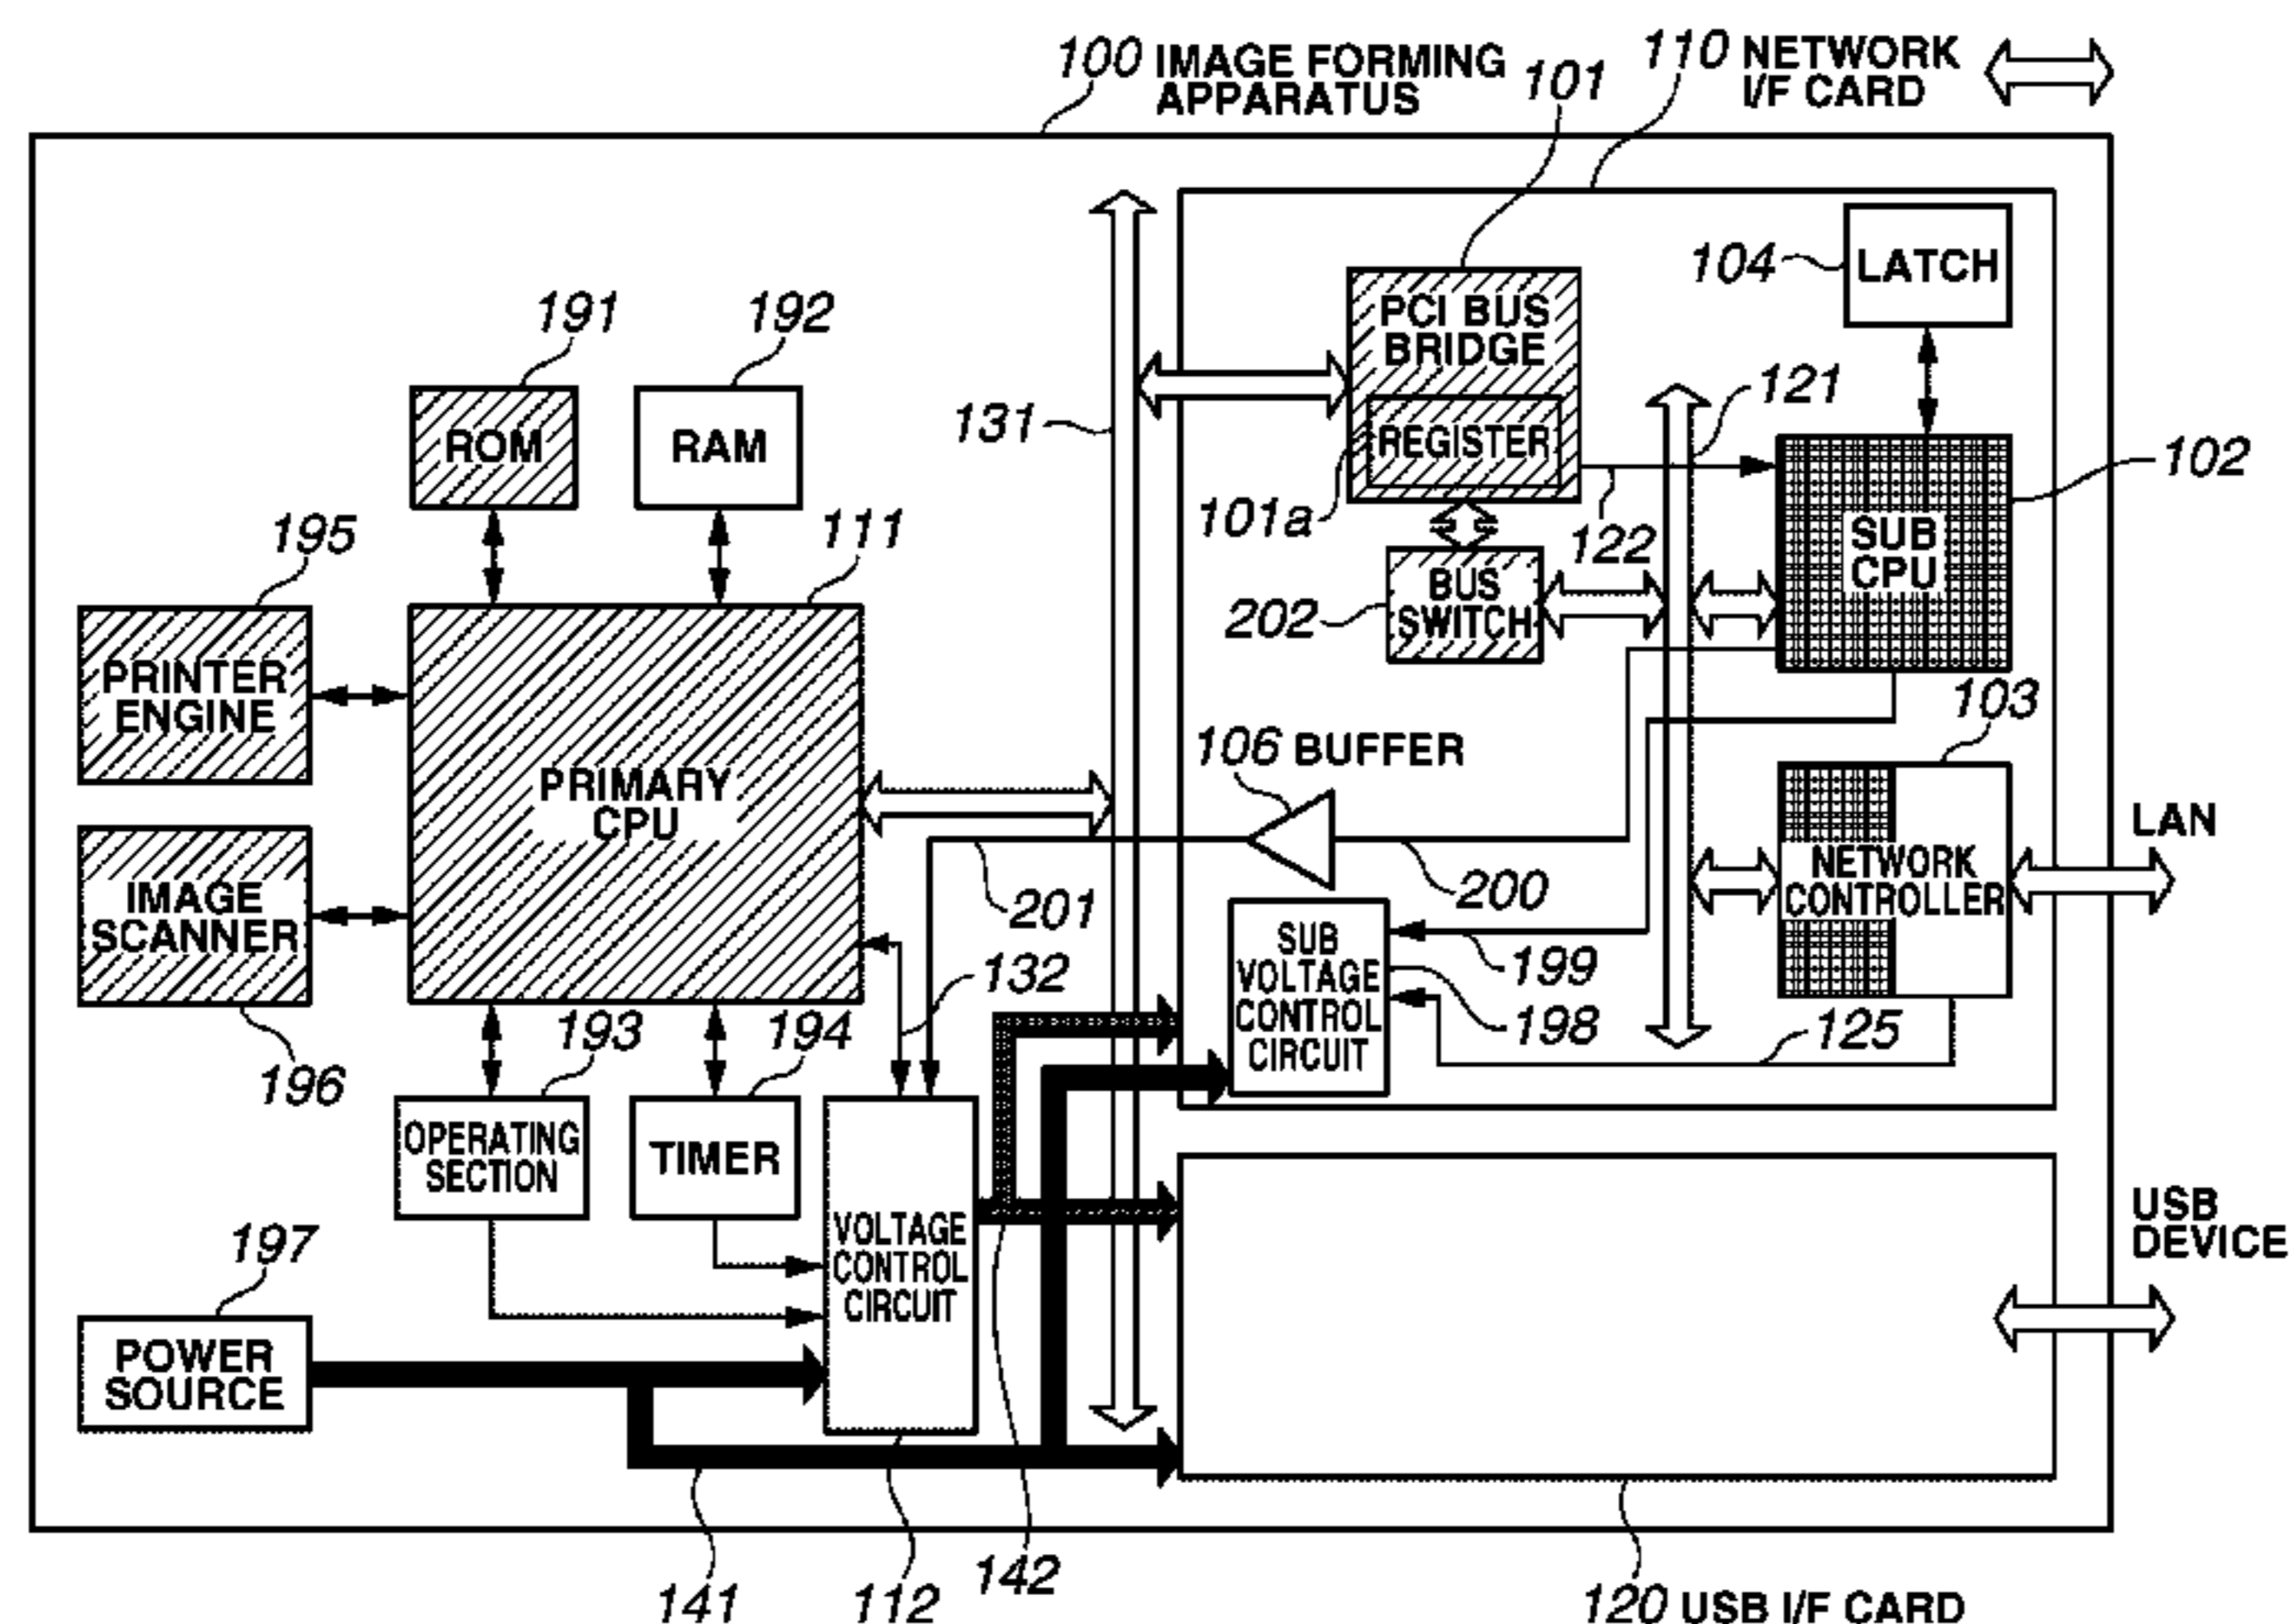 100 IMAGE FORMING
APPARATUS
101
110 NETWORK
I/F CARD
104
LATCH
PCI BUS
BRIDGE
REGISTER
101a
121
102
191
192
ROM
RAM
131
195
111
122
SUB
CPU
BUS
SWITCH
202
PRINTER
ENGINE
103
106 BUFFER
PRIMARY
CPU
LAN
NETWORK
CONTROLLER
IMAGE
SCANNER
201
200
SUB
VOLTAGE
CONTROL
CIRCUIT
199
198
132
125
196
193
194
OPERATING
SECTION
TIMER
VOLTAGE
CONTROL
CIRCUIT
USB
DEVICE
197
POWER
SOURCE
141
112
142
120 USB I/F CARD